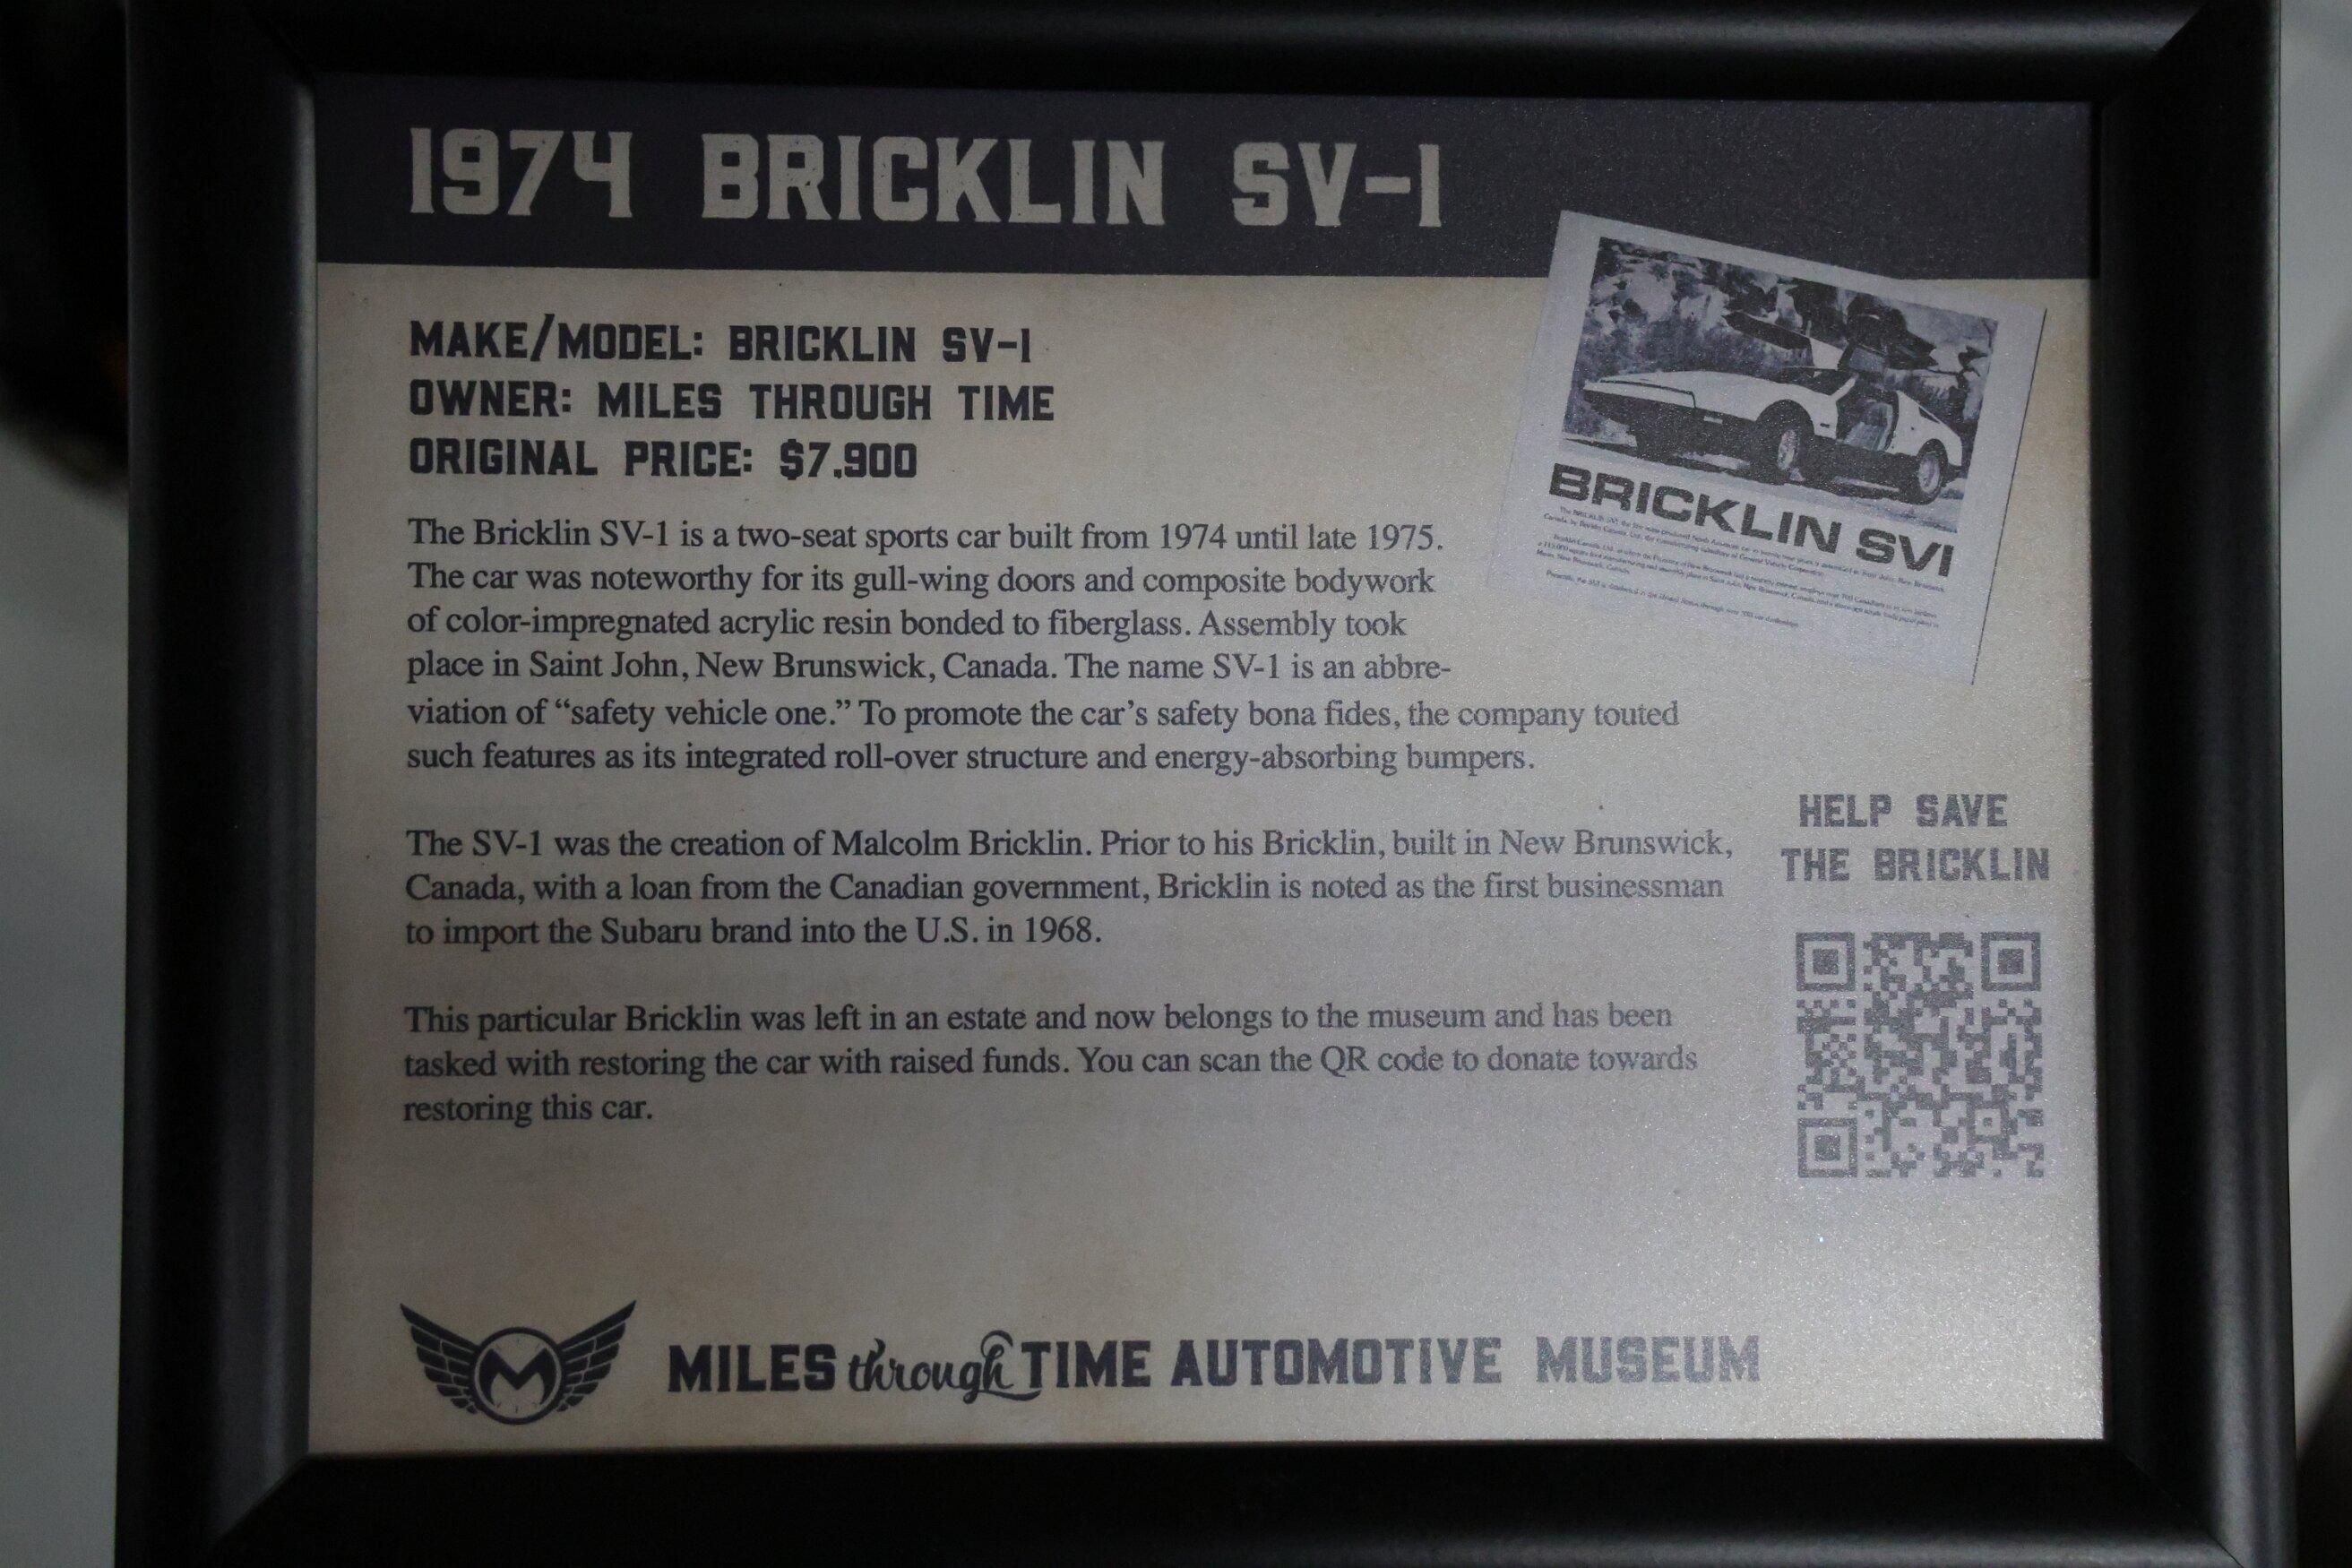 1974 BRICKLIN SV-1
MAKE/MODEL: BRICKLIN SV-1
OWNER: MILES THROUGH TIME
ORIGINAL PRICE: $7,900
The Bricklin SV-1 is a two-seat sports car built from 1974 until late 1975.
The car was noteworthy for its gull-wing doors and composite bodywork
of color-impregnated acrylic resin bonded to fiberglass. Assembly took
place in Saint John, New Brunswick, Canada. The name SV-1 is an abbre-
viation of “safety vehicle one.” To promote the car’s safety bona fides, the company touted
such features as its integrated roll-over structure and energy-absorbing bumpers.
The SV-1 was the creation of Malcolm Bricklin. Prior to his Bricklin, built in New Brunswick,
Canada, with a loan from the Canadian government, Bricklin is noted as the first businessman
to import the Subaru brand into the U.S. in 1968.
This particular Bricklin was left in an estate and now belongs to the museum and has been
tasked with restoring the car with raised funds. You can scan the QR code to donate towards
restoring this car.
BRICKLIN SVI
HELP SAVE
THE BRICKLIN
M
MILES through TIME AUTOMOTIVE MUSEUM